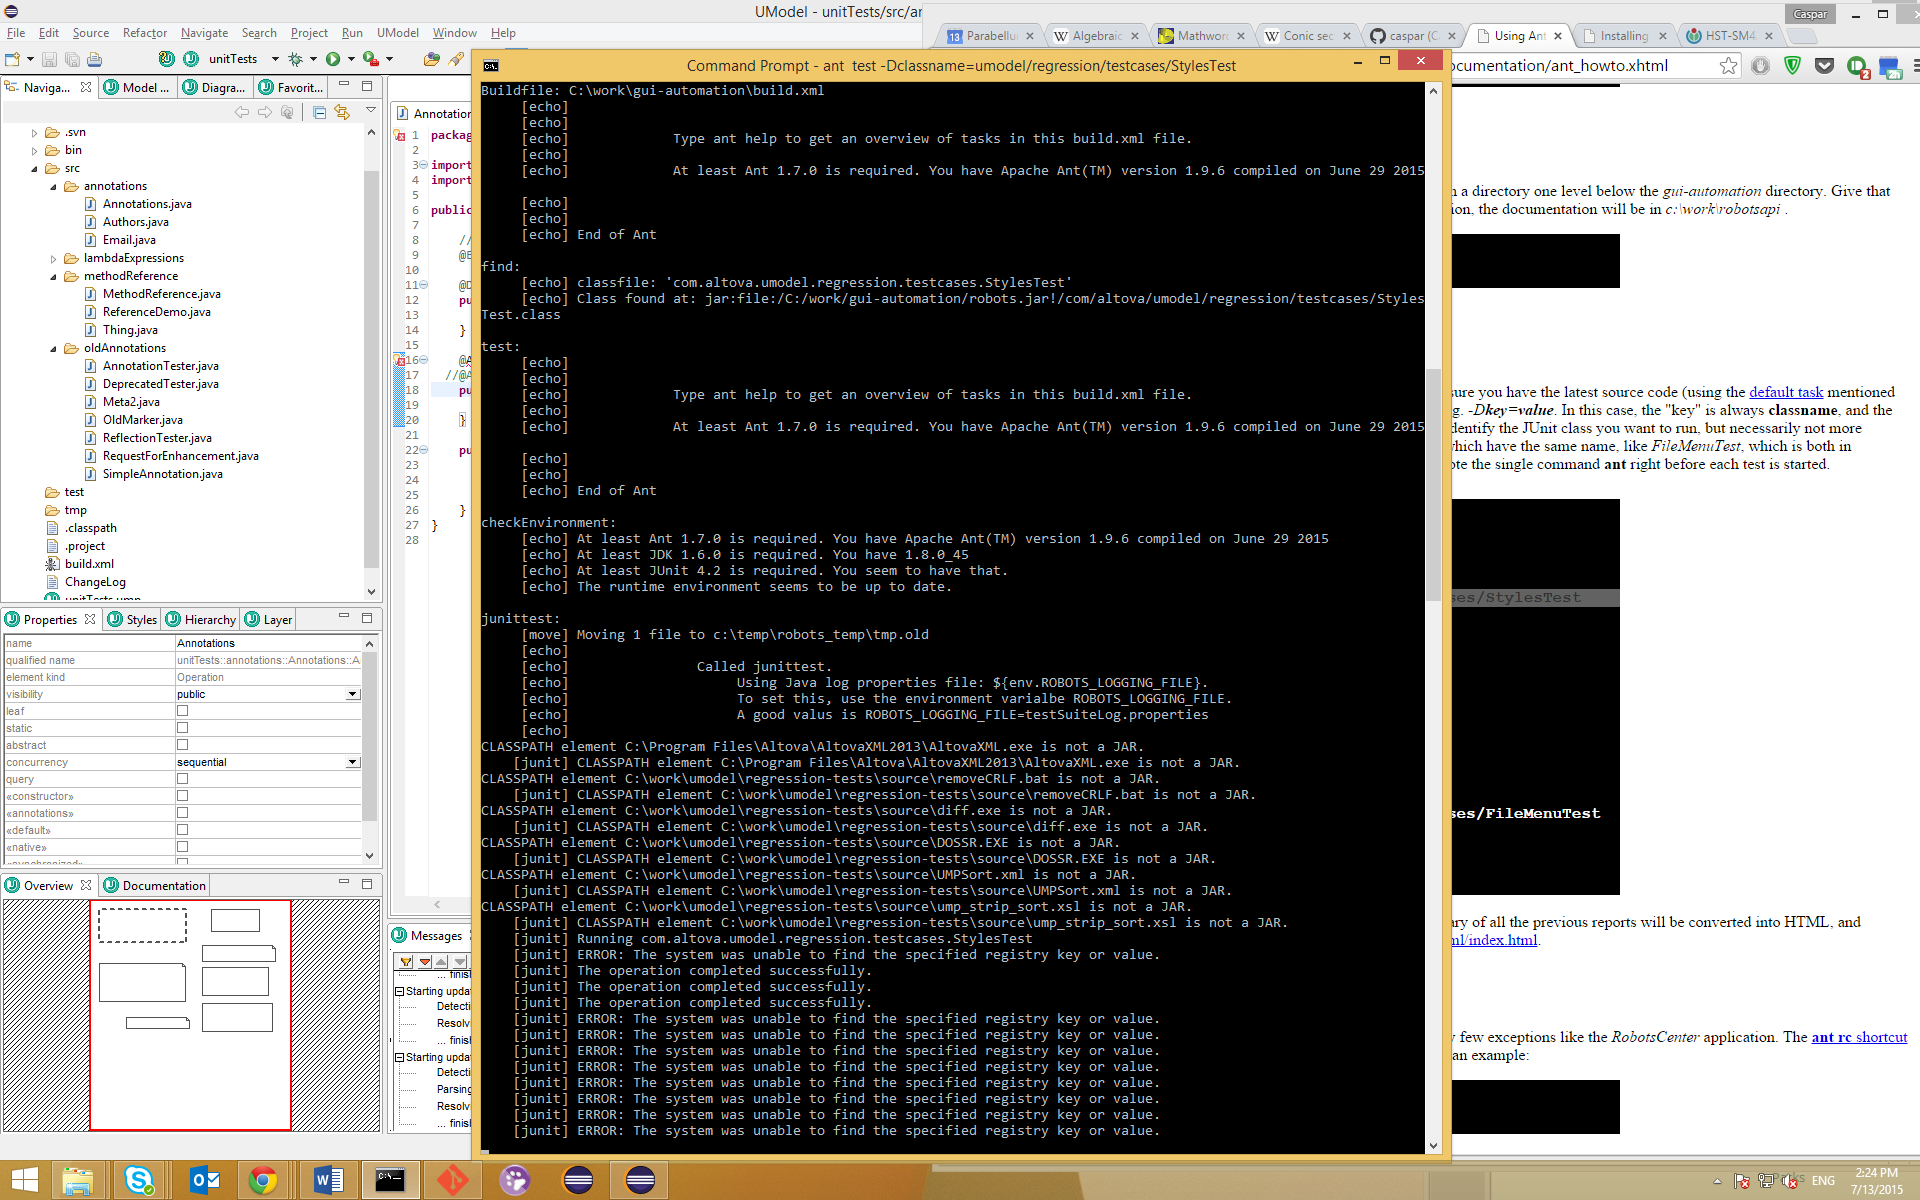 UModel - unitTests/src/ar
Caspar
File Edit Source Refactor Navigate Search Project Run UModel Window Help
Parabellu Algebraic Mathwor Conic sec caspar (C Using Ant Installing HST-SM4
unitTests
ocumentation/ant_howto.xhtml
Command Prompt - ant  test -Dclassname=umodel/regression/testcases/StylesTest
Naviga... Model ... Diagra... Favorit...
.svn
bin
src
annotations
Annotations.java
Authors.java
Email.java
lambdaExpressions
methodReference
MethodReference.java
ReferenceDemo.java
Thing.java
oldAnnotations
AnnotationTester.java
DeprecatedTester.java
Meta2.java
OldMarker.java
ReflectionTester.java
RequestForEnhancement.java
SimpleAnnotation.java
test
tmp
.classpath
.project
build.xml
ChangeLog
unitTests.ump
Properties Styles Hierarchy Layer
name Annotations
qualified name unitTests::annotations::Annotations::A
element kind Operation
visibility public
leaf
static
abstract
concurrency sequential
query
«constructor»
«annotations»
«default»
«native»
«synchronized»
Overview Documentation
Annotation
1 packag
2
3 import
4 import
5
6 public
7
8 //
9 @E
10
11 @D
12 pu
13
14 }
15
16 @A
17 //@A
18 pu
19
20 }
21
22 pu
23
24
25
26 }
27 }
28
Messages
... finish
Starting updat
Detecti
Resolvi
... finish
Starting updat
Detecti
Parsing
Resolvi
... finish
Buildfile: C:\work\gui-automation\build.xml
[echo]
[echo]
[echo] Type ant help to get an overview of tasks in this build.xml file.
[echo]
[echo] At least Ant 1.7.0 is required. You have Apache Ant(TM) version 1.9.6 compiled on June 29 2015
[echo]
[echo]
[echo] End of Ant
find:
[echo] classfile: 'com.altova.umodel.regression.testcases.StylesTest'
[echo] Class found at: jar:file:/C:/work/gui-automation/robots.jar!/com/altova/umodel/regression/testcases/Styles
Test.class
test:
[echo]
[echo]
[echo] Type ant help to get an overview of tasks in this build.xml file.
[echo]
[echo] At least Ant 1.7.0 is required. You have Apache Ant(TM) version 1.9.6 compiled on June 29 2015
[echo]
[echo]
[echo] End of Ant
checkEnvironment:
[echo] At least Ant 1.7.0 is required. You have Apache Ant(TM) version 1.9.6 compiled on June 29 2015
[echo] At least JDK 1.6.0 is required. You have 1.8.0_45
[echo] At least JUnit 4.2 is required. You seem to have that.
[echo] The runtime environment seems to be up to date.
junittest:
[move] Moving 1 file to c:\temp\robots_temp\tmp.old
[echo]
[echo] Called junittest.
[echo] Using Java log properties file: ${env.ROBOTS_LOGGING_FILE}.
[echo] To set this, use the environment varialbe ROBOTS_LOGGING_FILE.
[echo] A good valus is ROBOTS_LOGGING_FILE=testSuiteLog.properties
[echo]
CLASSPATH element C:\Program Files\Altova\AltovaXML2013\AltovaXML.exe is not a JAR.
[junit] CLASSPATH element C:\Program Files\Altova\AltovaXML2013\AltovaXML.exe is not a JAR.
CLASSPATH element C:\work\umodel\regression-tests\source\removeCRLF.bat is not a JAR.
[junit] CLASSPATH element C:\work\umodel\regression-tests\source\removeCRLF.bat is not a JAR.
CLASSPATH element C:\work\umodel\regression-tests\source\diff.exe is not a JAR.
[junit] CLASSPATH element C:\work\umodel\regression-tests\source\diff.exe is not a JAR.
CLASSPATH element C:\work\umodel\regression-tests\source\DOSSR.EXE is not a JAR.
[junit] CLASSPATH element C:\work\umodel\regression-tests\source\DOSSR.EXE is not a JAR.
CLASSPATH element C:\work\umodel\regression-tests\source\UMPSort.xml is not a JAR.
[junit] CLASSPATH element C:\work\umodel\regression-tests\source\UMPSort.xml is not a JAR.
CLASSPATH element C:\work\umodel\regression-tests\source\ump_strip_sort.xsl is not a JAR.
[junit] CLASSPATH element C:\work\umodel\regression-tests\source\ump_strip_sort.xsl is not a JAR.
[junit] Running com.altova.umodel.regression.testcases.StylesTest
[junit] ERROR: The system was unable to find the specified registry key or value.
[junit] The operation completed successfully.
[junit] The operation completed successfully.
[junit] The operation completed successfully.
[junit] ERROR: The system was unable to find the specified registry key or value.
[junit] ERROR: The system was unable to find the specified registry key or value.
[junit] ERROR: The system was unable to find the specified registry key or value.
[junit] ERROR: The system was unable to find the specified registry key or value.
[junit] ERROR: The system was unable to find the specified registry key or value.
[junit] ERROR: The system was unable to find the specified registry key or value.
[junit] ERROR: The system was unable to find the specified registry key or value.
[junit] ERROR: The system was unable to find the specified registry key or value.
n a directory one level below the gui-automation directory. Give that
ion, the documentation will be in c:\work\robotsapi .
sure you have the latest source code (using the default task mentioned
g. -Dkey=value. In this case, the "key" is always classname, and the
dentify the JUnit class you want to run, but necessarily not more
which have the same name, like FileMenuTest, which is both in
ote the single command ant right before each test is started.
ses/StylesTest
ses/FileMenuTest
ary of all the previous reports will be converted into HTML, and
ml/index.html.
y few exceptions like the RobotsCenter application. The ant rc shortcut
an example:
ENG
2:24 PM
7/13/2015